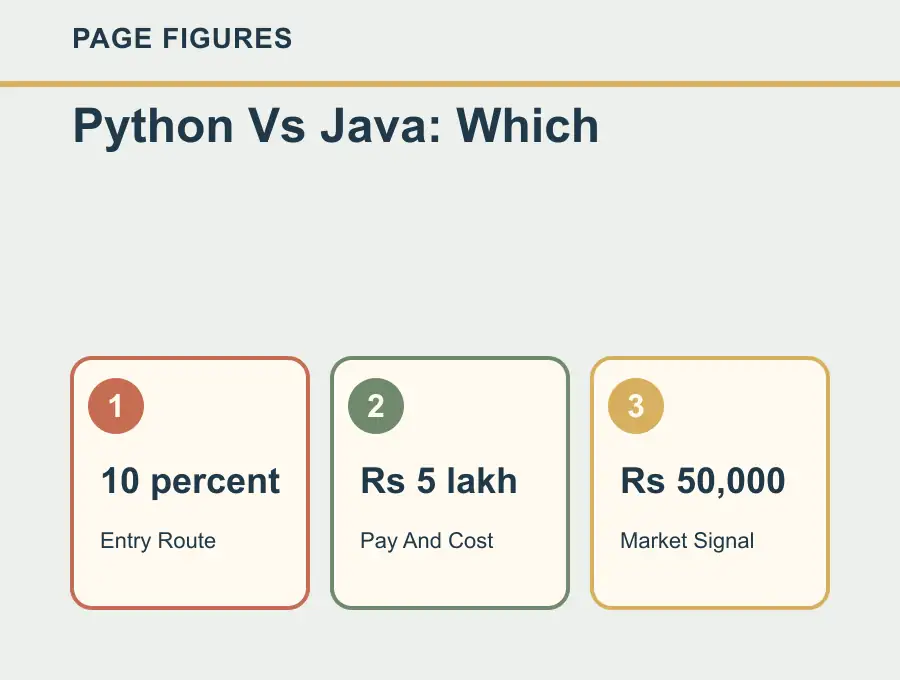 PAGE FIGURES
Python Vs Java: Which
1
10 percent
Entry Route
2
Rs 5 lakh
Pay And Cost
3
Rs 50,000
Market Signal